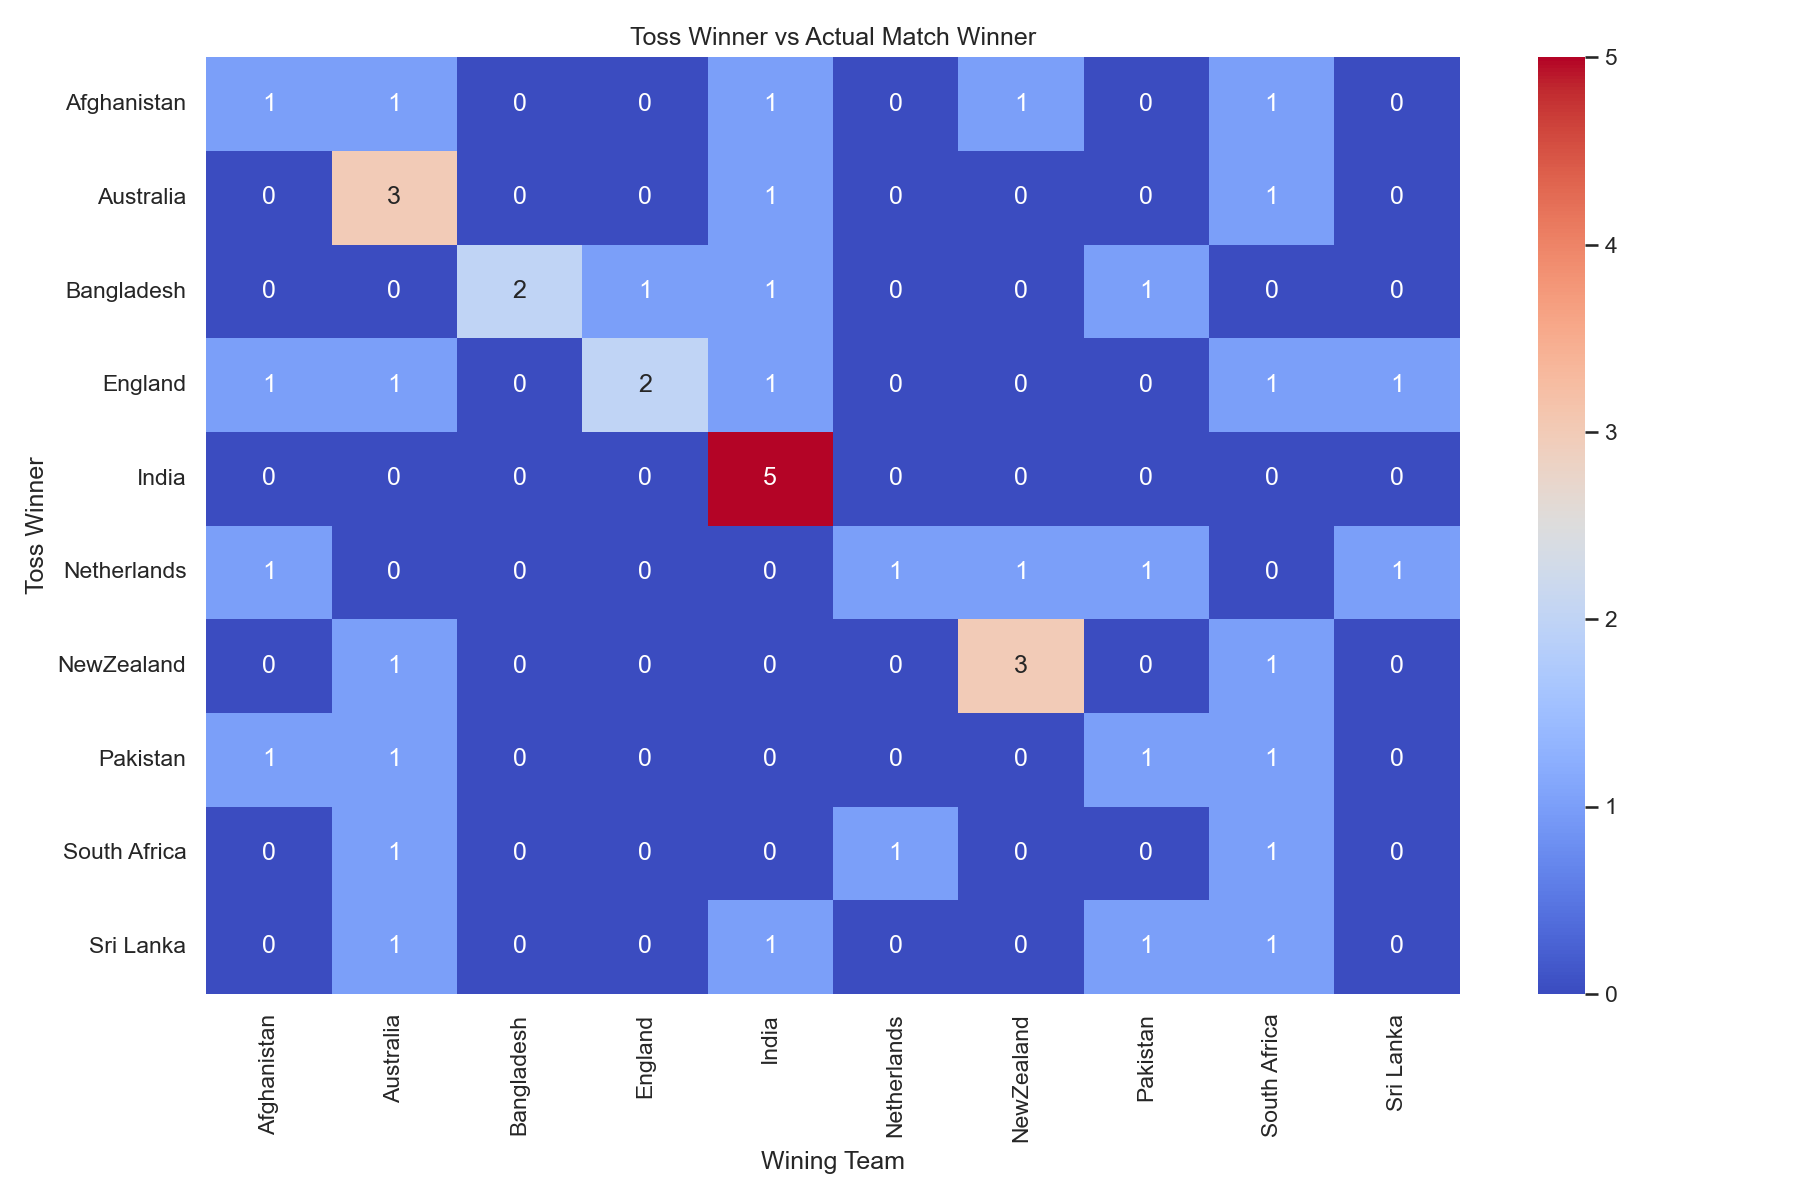 Toss Winner vs Actual Match Winner
Toss Winner
Afghanistan 1 1 0 0 1 0 1 0 1 0
Australia 0 3 0 0 1 0 0 0 1 0
Bangladesh 0 0 2 1 1 0 0 1 0 0
England 1 1 0 2 1 0 0 0 1 1
India 0 0 0 0 5 0 0 0 0 0
Netherlands 1 0 0 0 0 1 1 1 0 1
NewZealand 0 1 0 0 0 0 3 0 1 0
Pakistan 1 1 0 0 0 0 0 1 1 0
South Africa 0 1 0 0 0 1 0 0 1 0
Sri Lanka 0 1 0 0 1 0 0 1 1 0
Afghanistan Australia Bangladesh England India Netherlands NewZealand Pakistan South Africa Sri Lanka
Wining Team
5
4
3
2
1
0